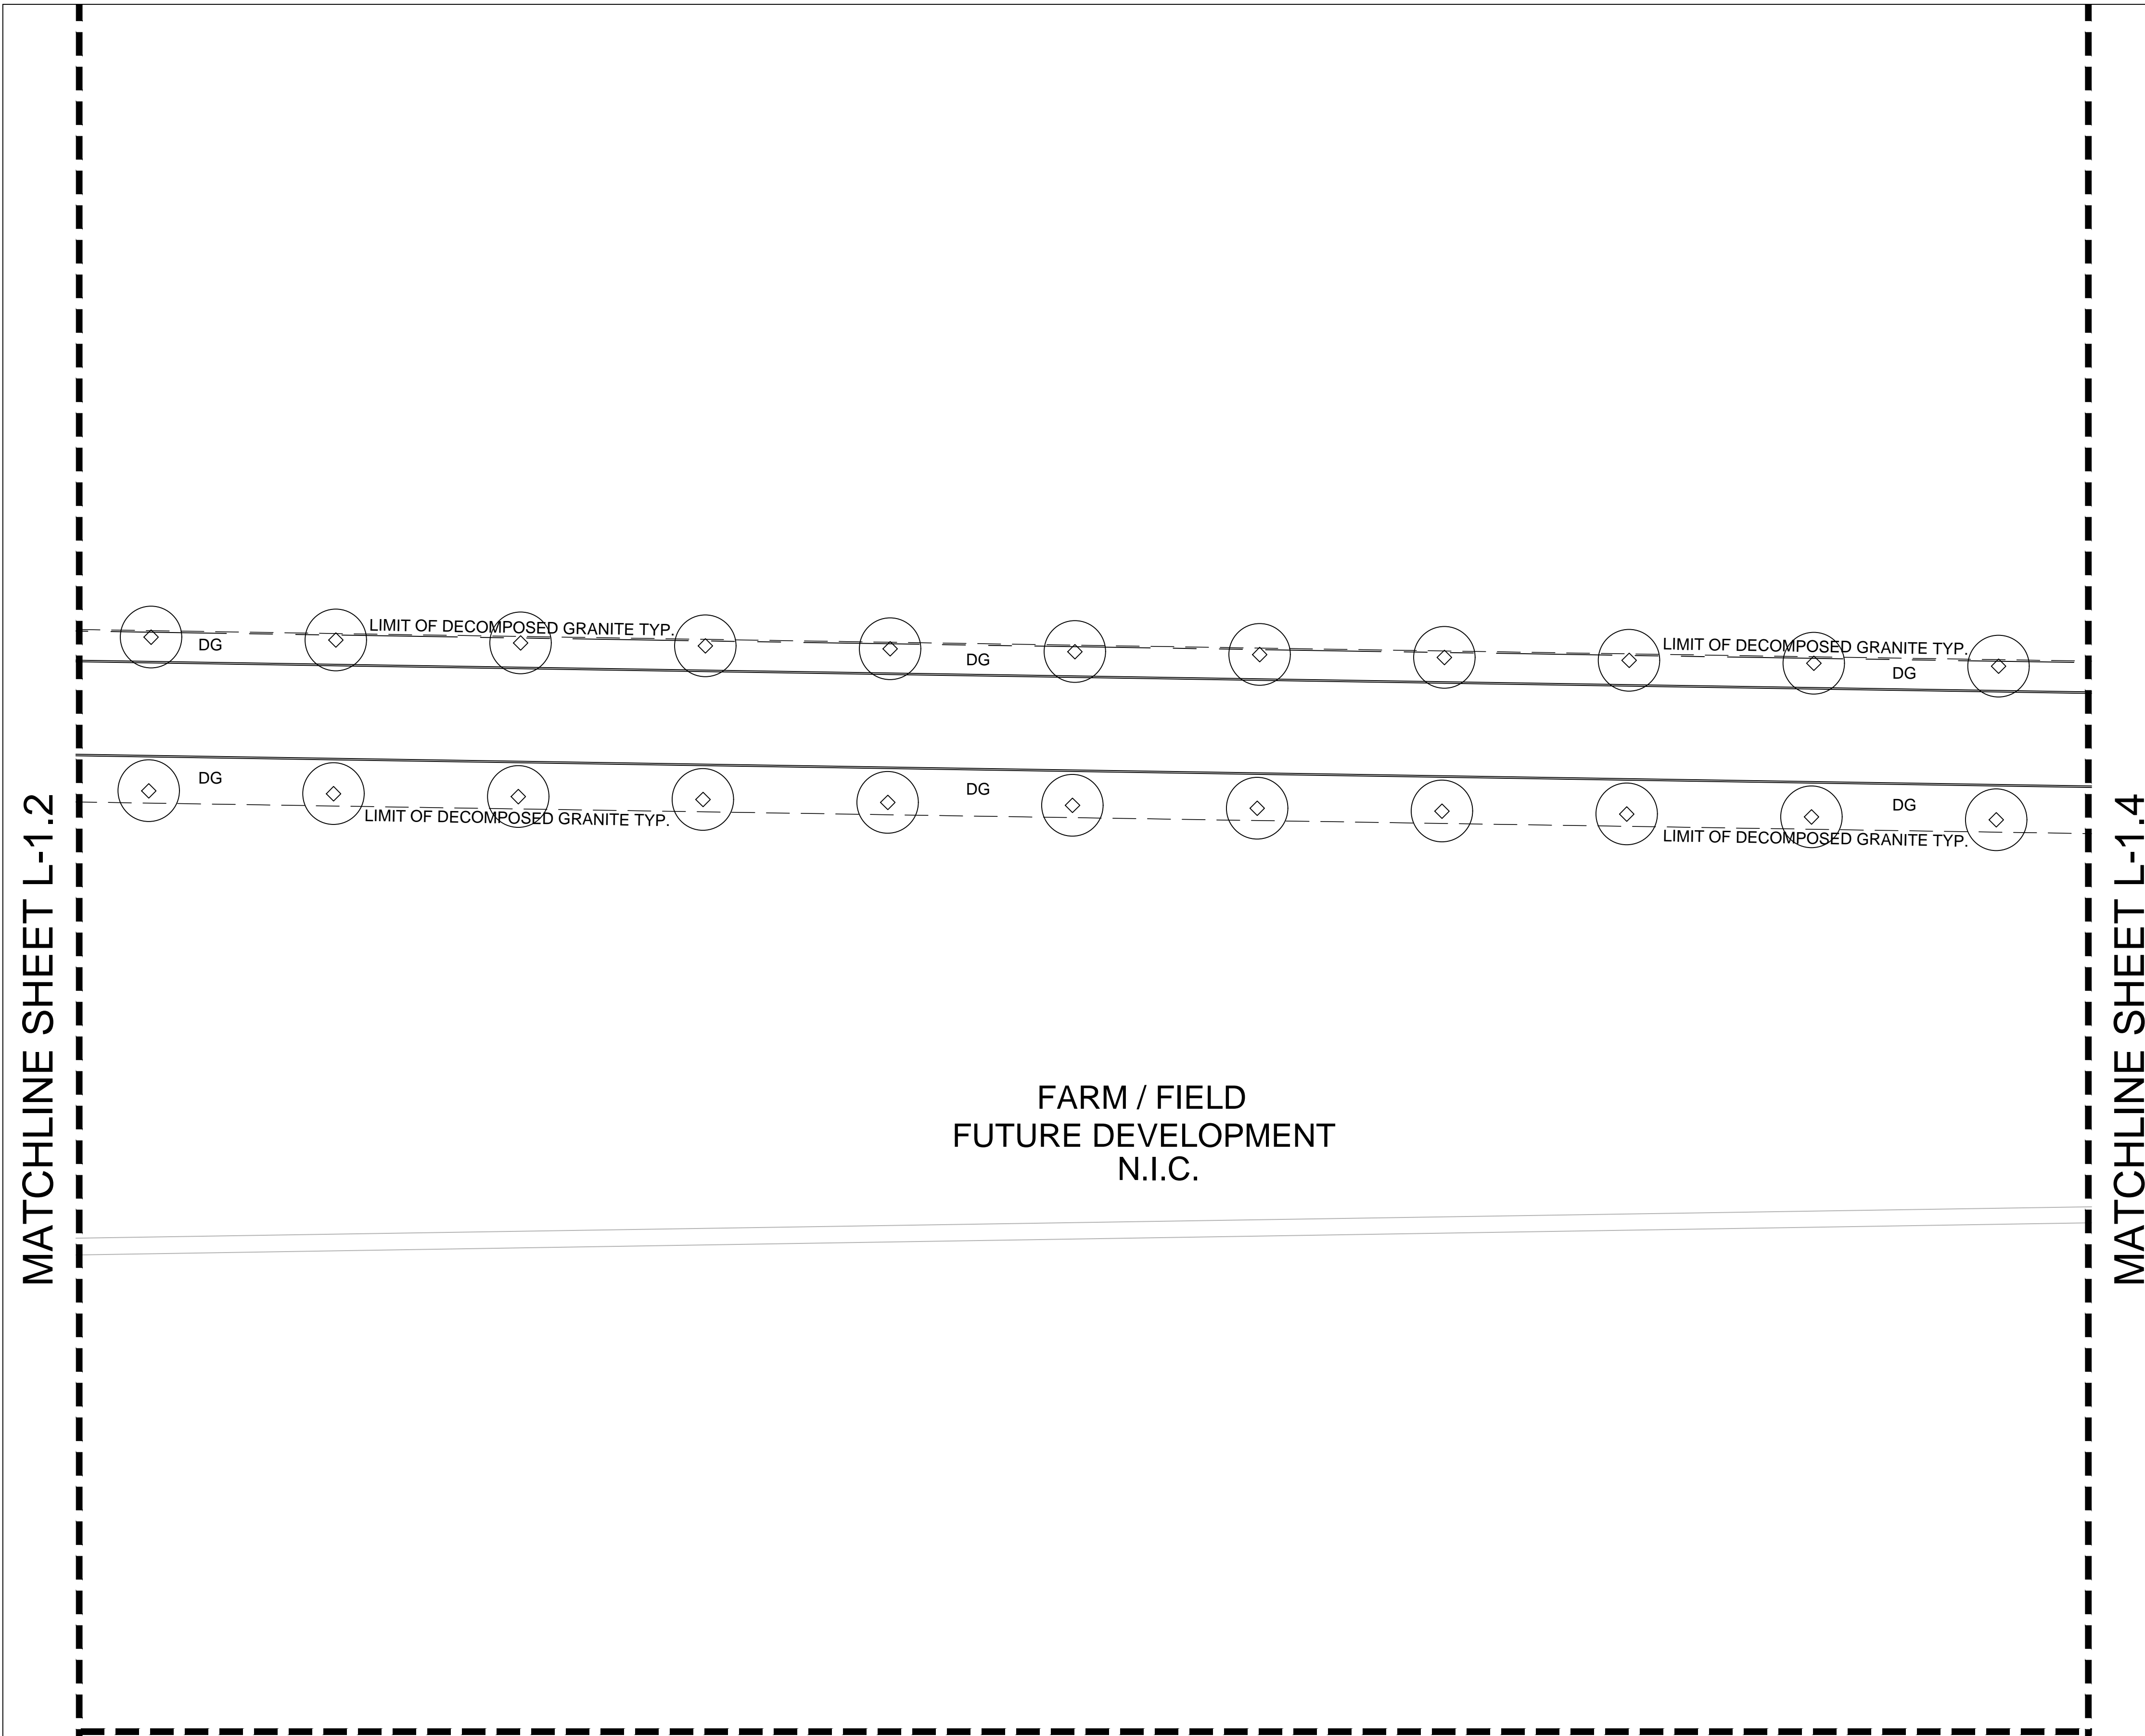 LIMIT OF DECOMPOSED GRANITE TYP.
LIMIT OF DECOMPOSED GRANITE TYP.
DG
DG
DG
DG
DG
DG
LIMIT OF DECOMPOSED GRANITE TYP.
LIMIT OF DECOMPOSED GRANITE TYP.
MATCHLINE SHEET L-1.2
MATCHLINE SHEET L-1.4
FARM / FIELD
FUTURE DEVELOPMENT
N.I.C.